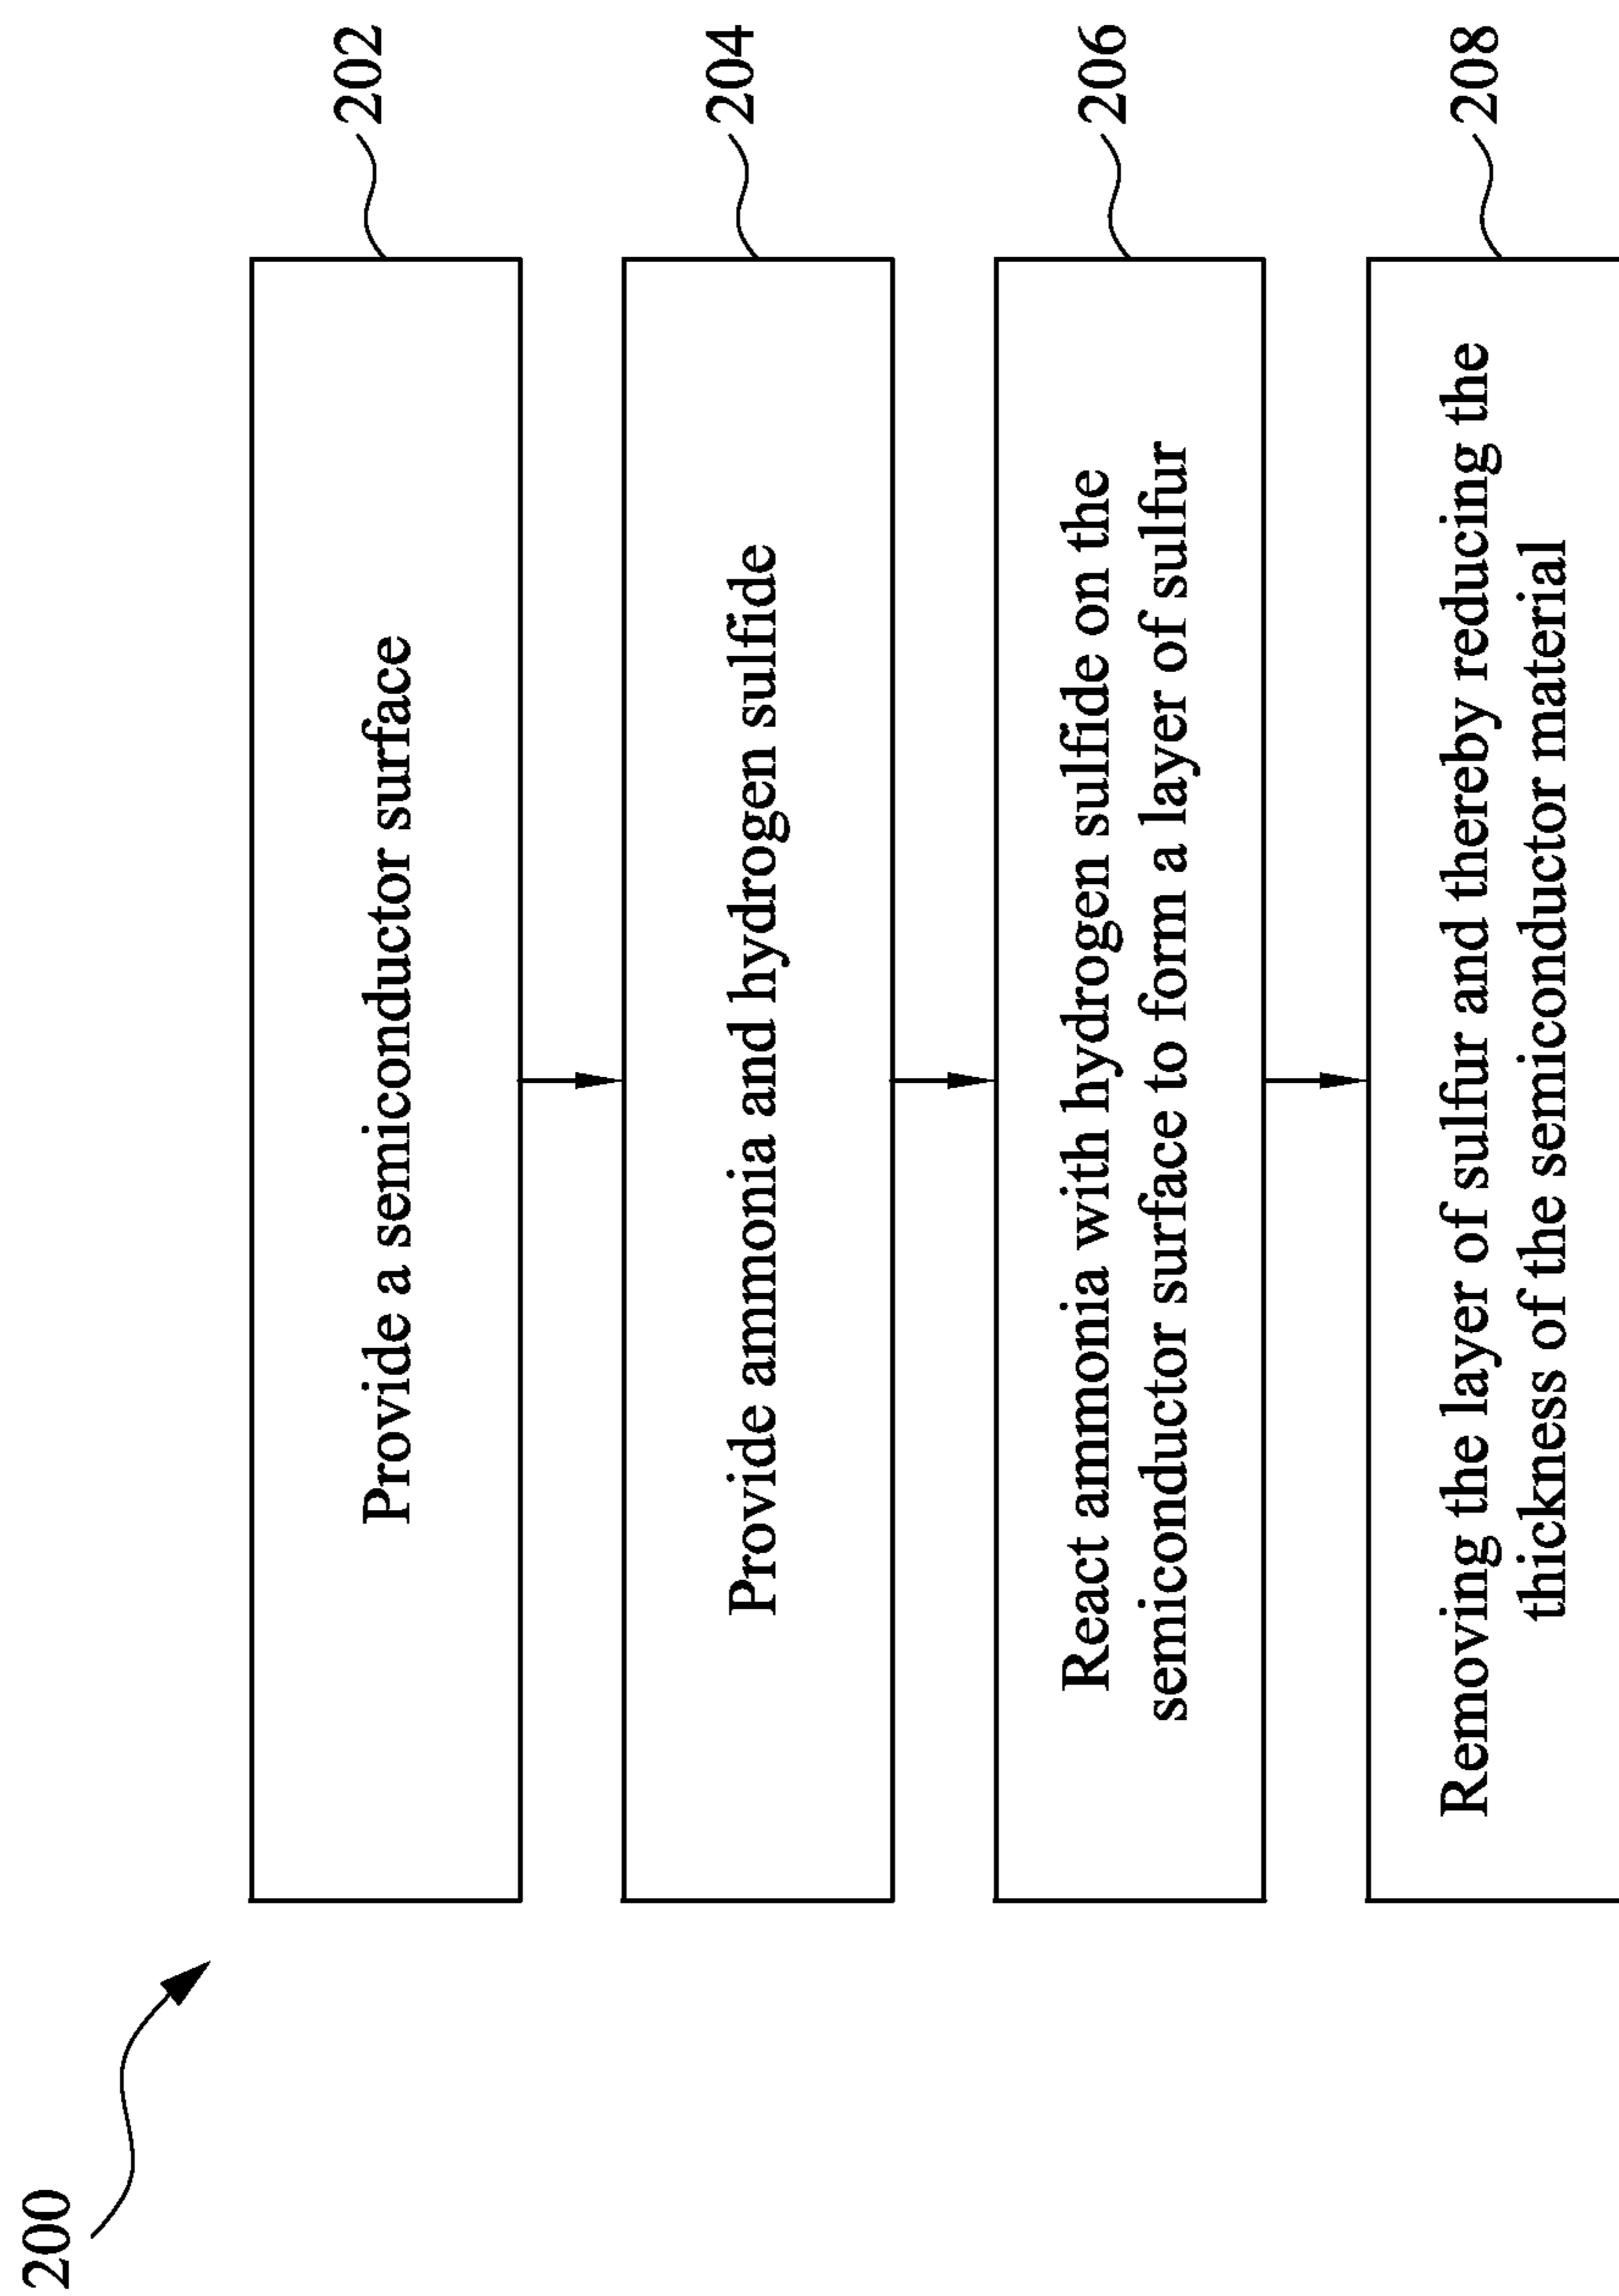 200
Provide a semiconductor surface
202
Provide ammonia and hydrogen sulfide
204
React ammonia with hydrogen sulfide on the
semiconductor surface to form a layer of sulfur
206
Removing the layer of sulfur and thereby reducing the
thickness of the semiconductor material
208